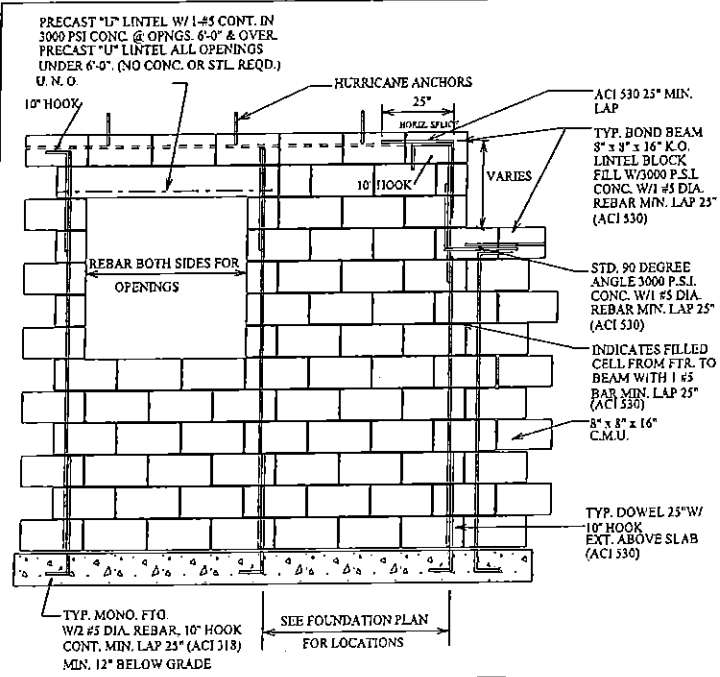 PRECAST "U" LINTEL W/ 1-#5 CONT. IN
3000 PSI CONC. @ OPNGS. 6'-0" & OVER.
PRECAST "U" LINTEL ALL OPENINGS
UNDER 6'-0". (NO CONC. OR STL. REQD.)
U. N. O.
10" HOOK
HURRICANE ANCHORS
25"
HORIZ. SPLICE
ACI 530 25" MIN.
LAP
TYP. BOND BEAM
8" x 8" x 16" K.O.
LINTEL BLOCK
FILL W/3000 P.S.I.
CONC. W/1 #5 DIA.
REBAR MIN. LAP 25"
(ACI 530)
VARIES
10" HOOK
REBAR BOTH SIDES FOR
OPENINGS
STD. 90 DEGREE
ANGLE 3000 P.S.I.
CONC. W/1 #5 DIA.
REBAR MIN. LAP 25"
(ACI 530)
INDICATES FILLED
CELL FROM FTR. TO
BEAM WITH 1 #5
BAR MIN. LAP 25"
(ACI 530)
8" x 8" x 16"
C.M.U.
TYP. DOWEL 25" W/
10" HOOK
EXT. ABOVE SLAB
(ACI 530)
TYP. MONO. FTG.
W/2 #5 DIA. REBAR, 10" HOOK
CONT. MIN. LAP 25" (ACI 318)
MIN. 12" BELOW GRADE
SEE FOUNDATION PLAN
FOR LOCATIONS